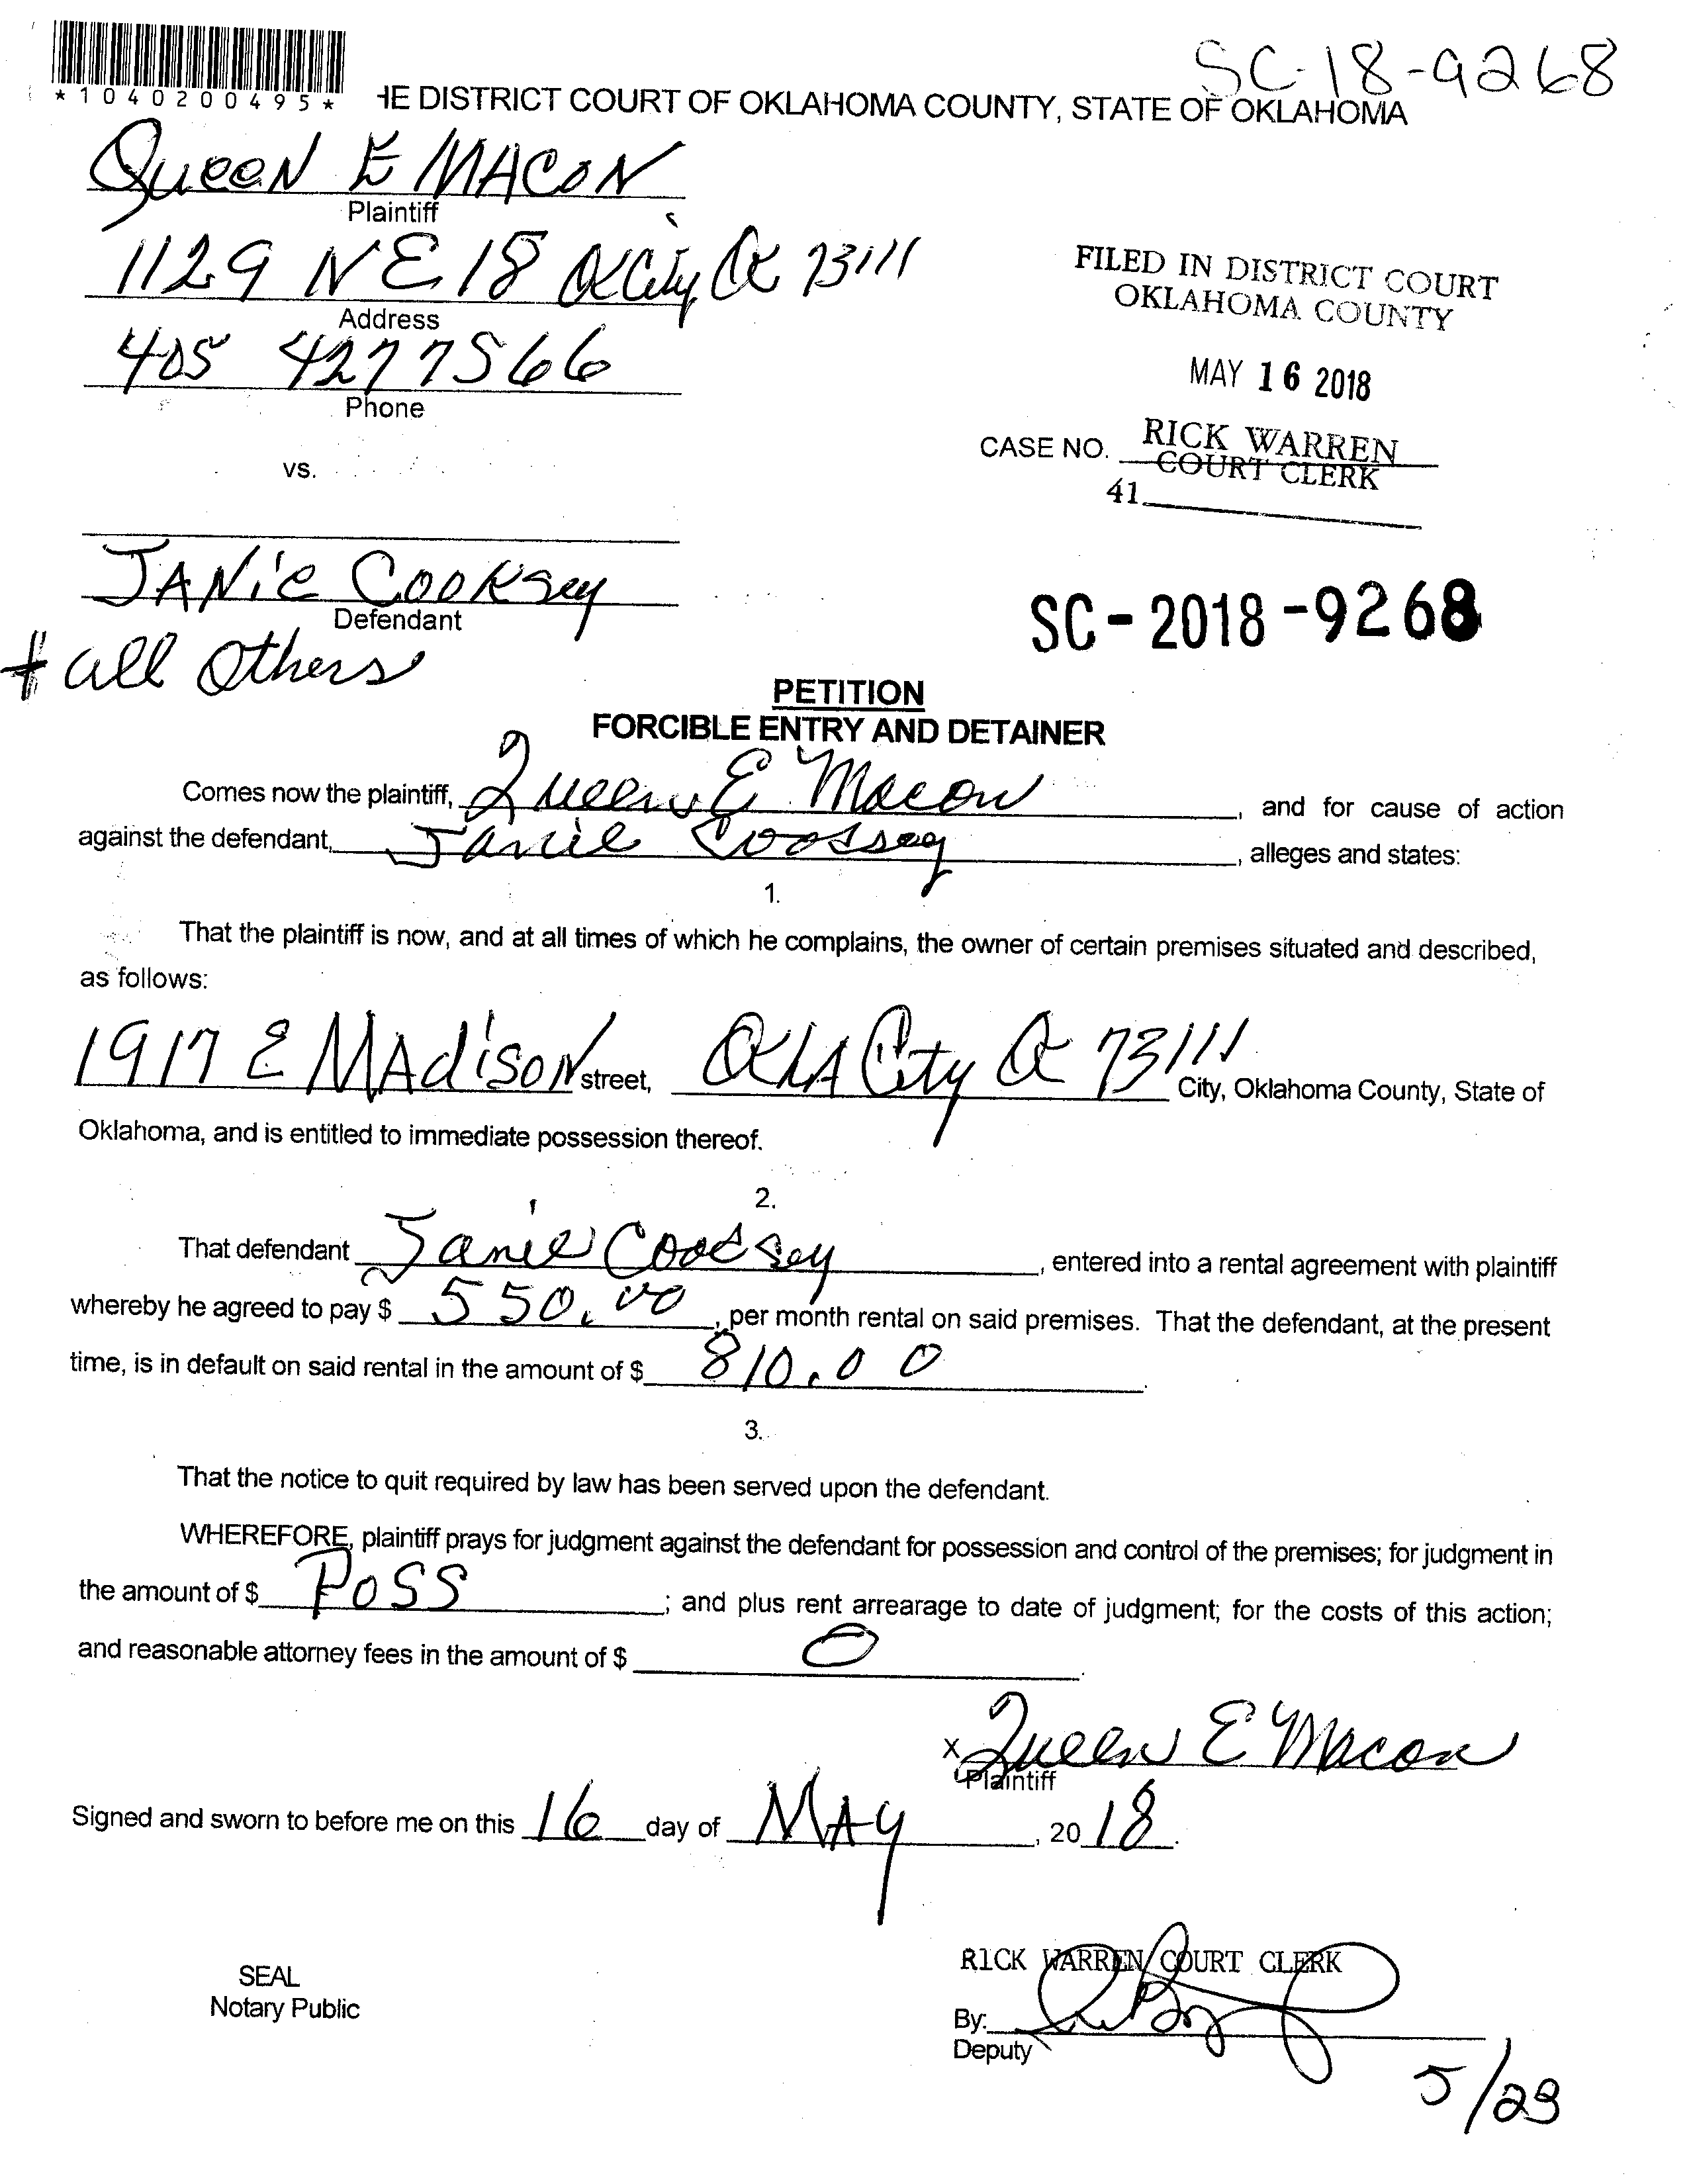 SC-18-9268
*1040200495*
HE DISTRICT COURT OF OKLAHOMA COUNTY, STATE OF OKLAHOMA
Queen E Macon
Plaintiff
1129 NE 18 OKCity Ok 73111
Address
405 427 7566
Phone
FILED IN DISTRICT COURT
OKLAHOMA COUNTY
MAY 16 2018
CASE NO. RICK WARREN
COURT CLERK
41
vs.
JANie Cooksey
Defendant
+ all Others
SC-2018-9268
PETITION
FORCIBLE ENTRY AND DETAINER
Comes now the plaintiff, Queen E Macon, and for cause of action
against the defendant, Janie Cooksey, alleges and states:
1.
That the plaintiff is now, and at all times of which he complains, the owner of certain premises situated and described,
as follows:
1917 E MAdisoN street, OklA City Ok 73111 City, Oklahoma County, State of
Oklahoma, and is entitled to immediate possession thereof.
2.
That defendant Janie Cooksey, entered into a rental agreement with plaintiff
whereby he agreed to pay $ 550.00, per month rental on said premises. That the defendant, at the present
time, is in default on said rental in the amount of $ 810.00.
3.
That the notice to quit required by law has been served upon the defendant.
WHEREFORE, plaintiff prays for judgment against the defendant for possession and control of the premises; for judgment in
the amount of $ Poss; and plus rent arrearage to date of judgment; for the costs of this action;
and reasonable attorney fees in the amount of $ 0.
x Queen E Macon
Plaintiff
Signed and sworn to before me on this 16 day of MAy, 2018.
SEAL
Notary Public
RICK WARREN COURT CLERK
By:
Deputy
5/23